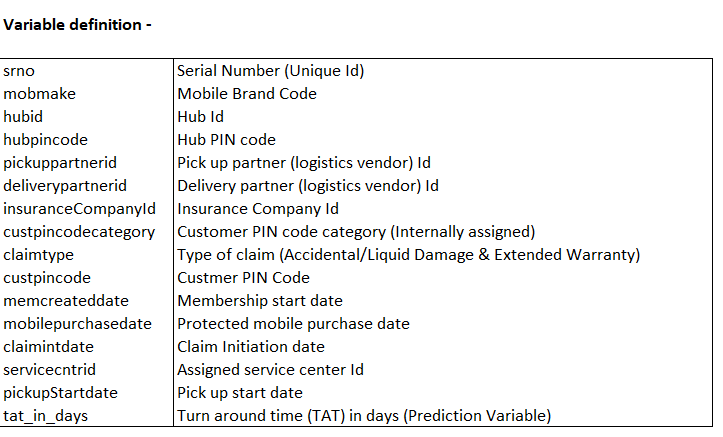 Variable definition -
srno Serial Number (Unique Id)
mobmake Mobile Brand Code
hubid Hub Id
hubpincode Hub PIN code
pickuppartnerid Pick up partner (logistics vendor) Id
deliverypartnerid Delivery partner (logistics vendor) Id
insuranceCompanyId Insurance Company Id
custpincodecategory Customer PIN code category (Internally assigned)
claimtype Type of claim (Accidental/Liquid Damage & Extended Warranty)
custpincode Custmer PIN Code
memcreateddate Membership start date
mobilepurchasedate Protected mobile purchase date
claimintdate Claim Initiation date
servicecntrid Assigned service center Id
pickupStartdate Pick up start date
tat_in_days Turn around time (TAT) in days (Prediction Variable)